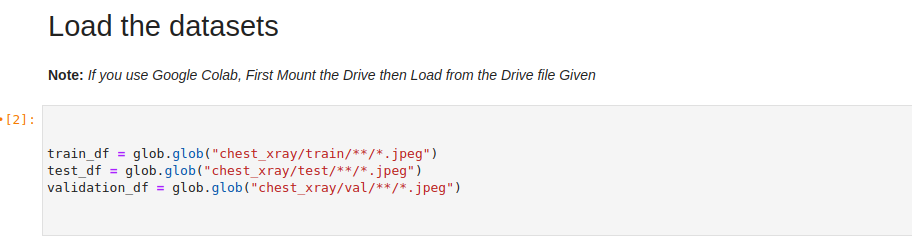 Load the datasets
Note: If you use Google Colab, First Mount the Drive then Load from the Drive file Given
•[2]:
train_df = glob.glob("chest_xray/train/**/*.jpeg")
test_df = glob.glob("chest_xray/test/**/*.jpeg")
validation_df = glob.glob("chest_xray/val/**/*.jpeg")